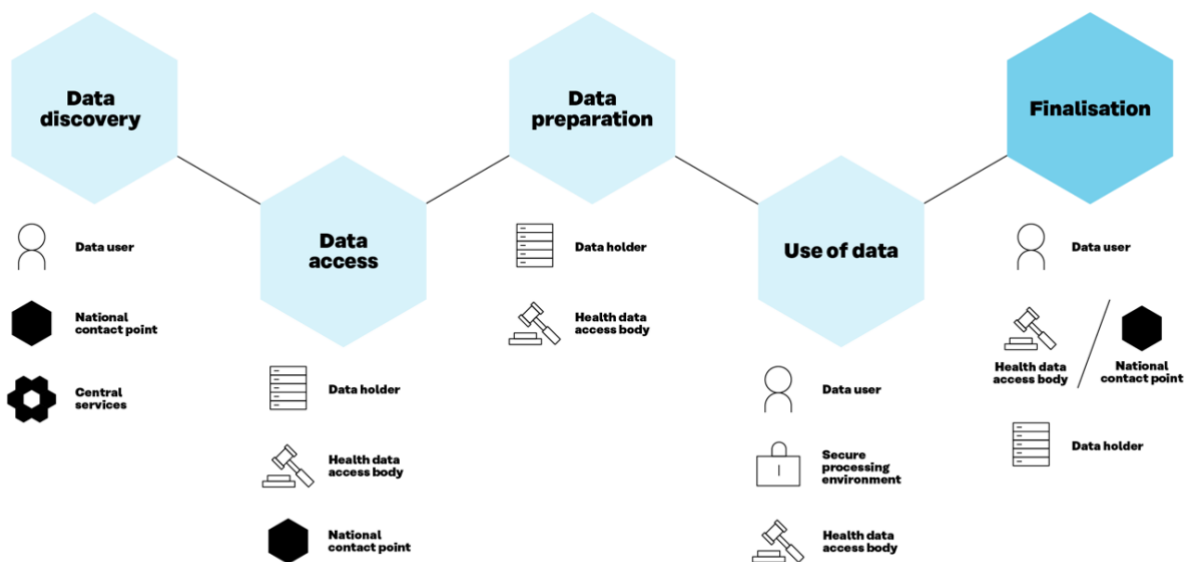 Data
discovery
Data user
National
contact point
Central
services
Data
access
Data holder
Health data
access body
National
contact point
Data
preparation
Data holder
Health data
access body
Use of data
Data user
Secure
processing
environment
Health data
access body
Finalisation
Data user
Health data
access body
National
contact point
Data holder